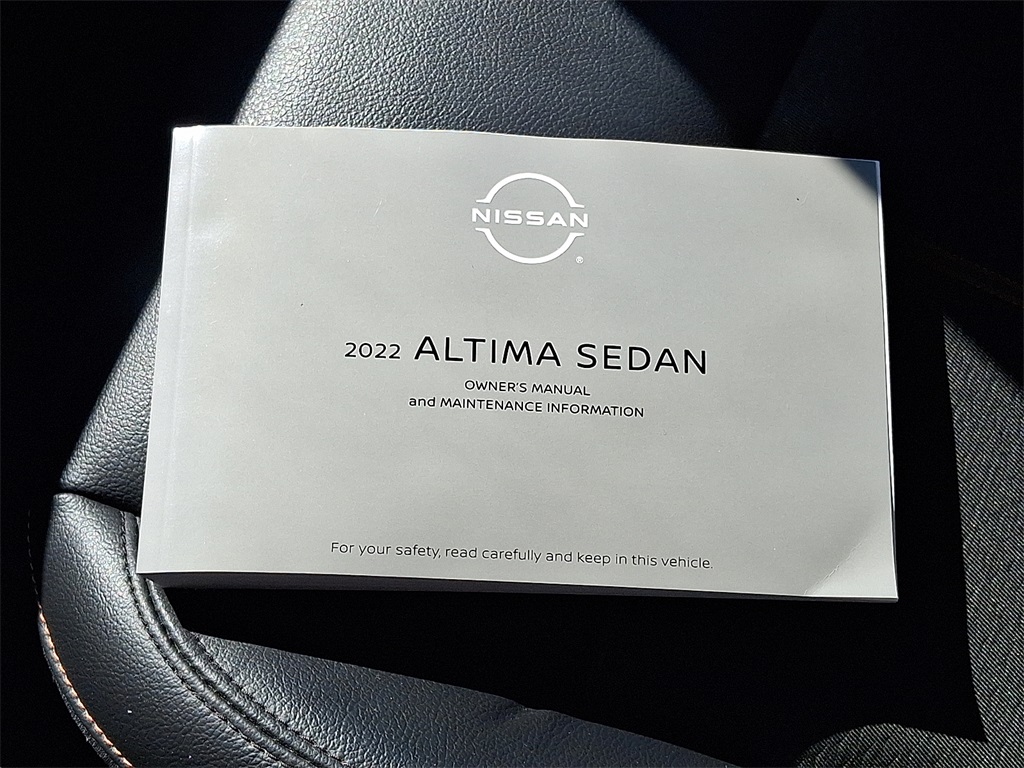 NISSAN
®
2022 ALTIMA SEDAN
OWNER'S MANUAL
and MAINTENANCE INFORMATION
For your safety, read carefully and keep in this vehicle.